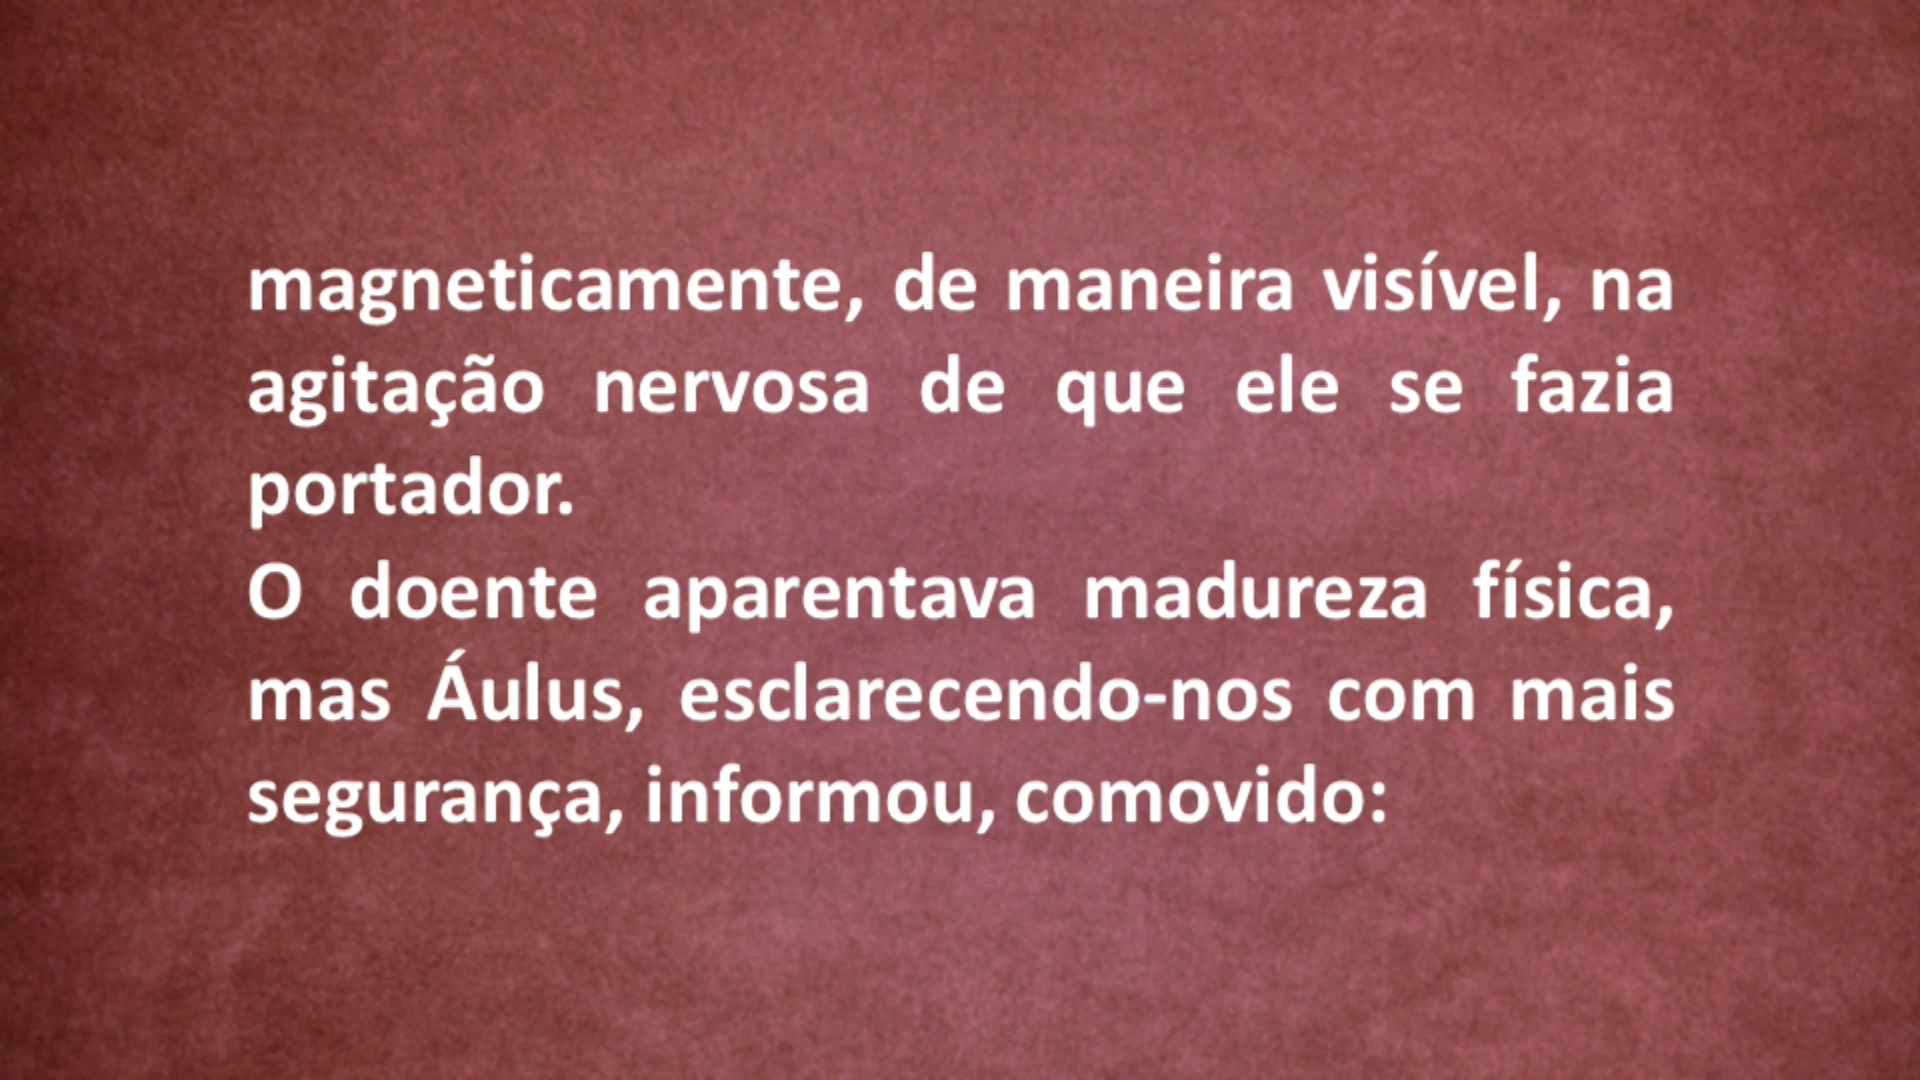 magneticamente, de maneira visível, na
agitação nervosa de que ele se fazia
portador.
O doente aparentava madureza física,
mas Áulus, esclarecendo-nos com mais
segurança, informou, comovido: